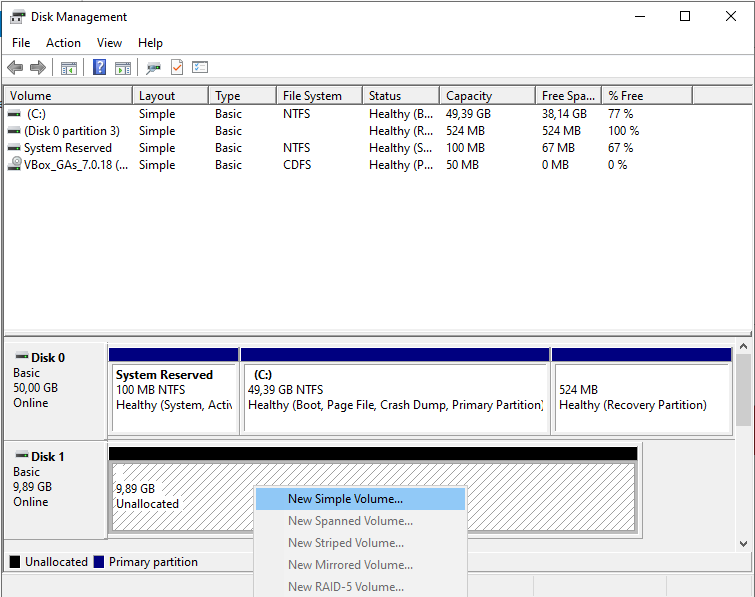 Disk Management
File Action View Help
Volume Layout Type File System Status Capacity Free Spa... % Free
(C:) Simple Basic NTFS Healthy (B... 49,39 GB 38,14 GB 77 %
(Disk 0 partition 3) Simple Basic Healthy (R... 524 MB 524 MB 100 %
System Reserved Simple Basic NTFS Healthy (S... 100 MB 67 MB 67 %
VBox_GAs_7.0.18 (... Simple Basic CDFS Healthy (P... 50 MB 0 MB 0 %
Disk 0
Basic
50,00 GB
Online
System Reserved
100 MB NTFS
Healthy (System, Activ
(C:)
49,39 GB NTFS
Healthy (Boot, Page File, Crash Dump, Primary Partition)
524 MB
Healthy (Recovery Partition)
Disk 1
Basic
9,89 GB
Online
9,89 GB
Unallocated
New Simple Volume...
New Spanned Volume...
New Striped Volume...
New Mirrored Volume...
New RAID-5 Volume...
Unallocated Primary partition